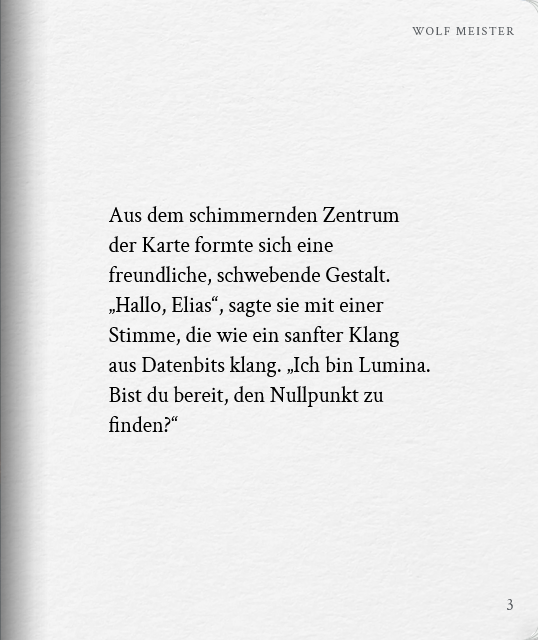 WOLF MEISTER
Aus dem schimmernden Zentrum
der Karte formte sich eine
freundliche, schwebende Gestalt.
„Hallo, Elias“, sagte sie mit einer
Stimme, die wie ein sanfter Klang
aus Datenbits klang. „Ich bin Lumina.
Bist du bereit, den Nullpunkt zu
finden?“
3